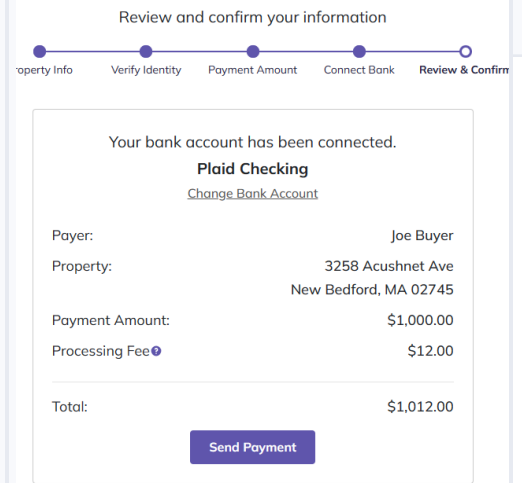 Review and confirm your information
roperty Info Verify Identity Payment Amount Connect Bank Review & Confirm
Your bank account has been connected.
Plaid Checking
Change Bank Account
Payer: Joe Buyer
Property: 3258 Acushnet Ave
New Bedford, MA 02745
Payment Amount: $1,000.00
Processing Fee? $12.00
Total: $1,012.00
Send Payment